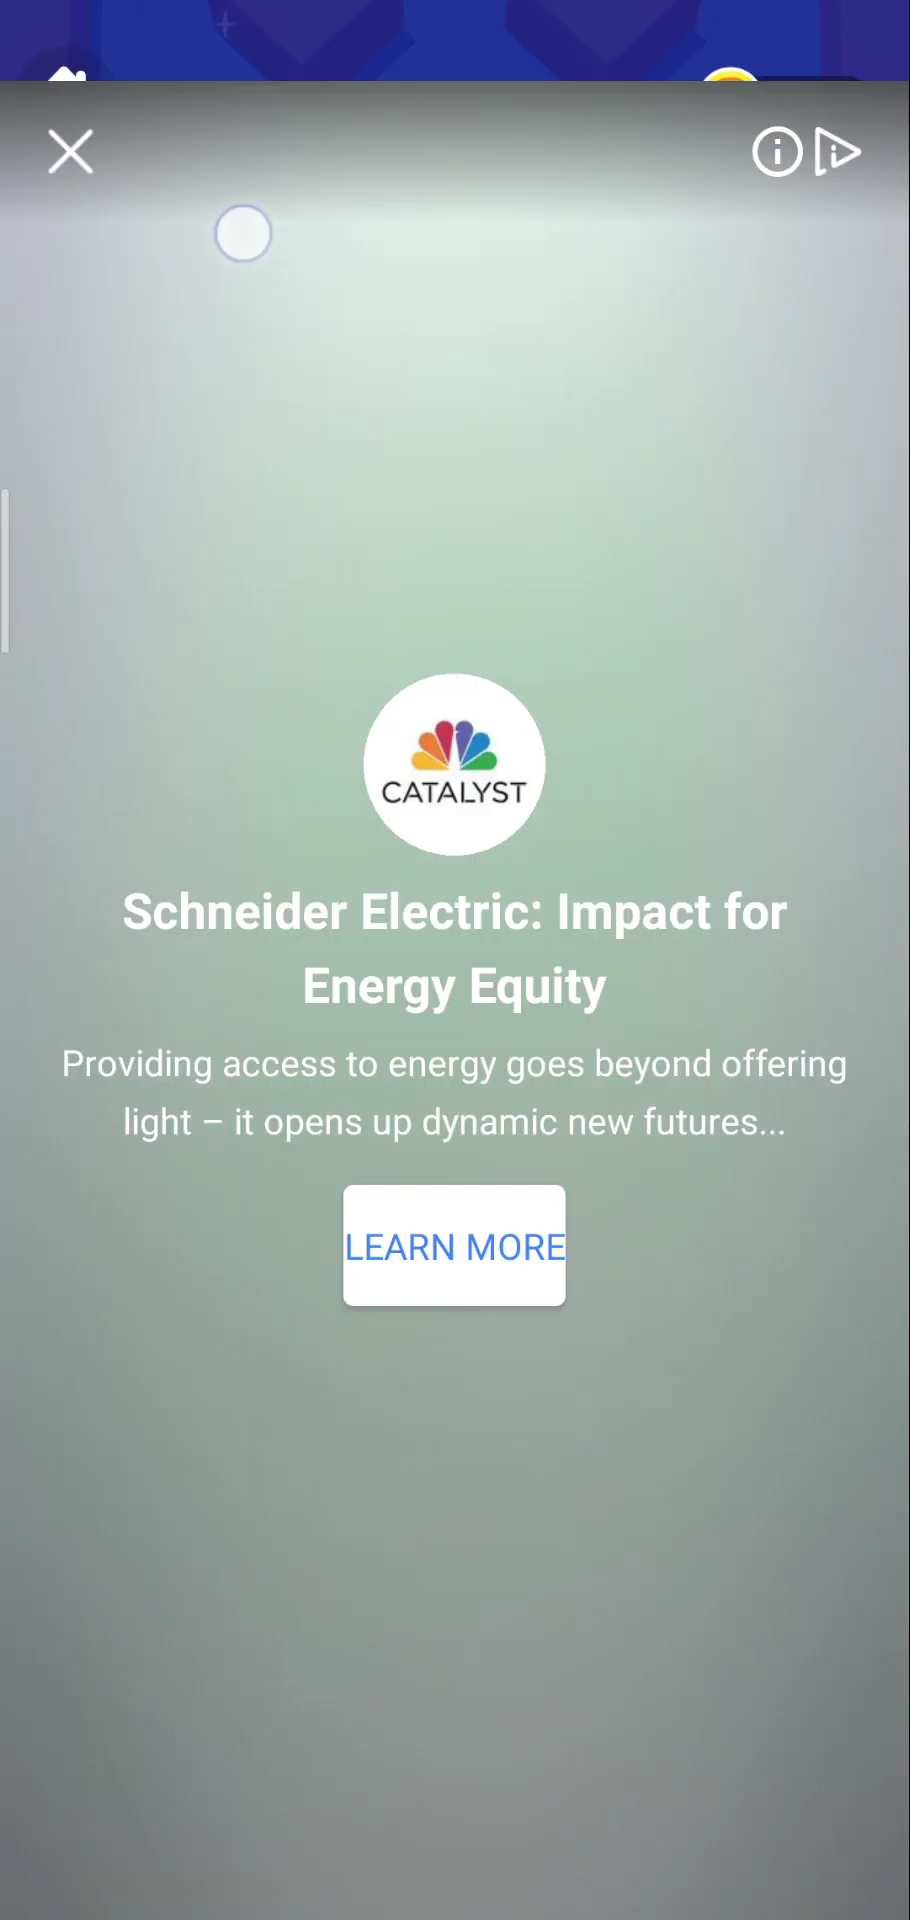 CATALYST
Schneider Electric: Impact for
Energy Equity
Providing access to energy goes beyond offering
light – it opens up dynamic new futures...
LEARN MORE